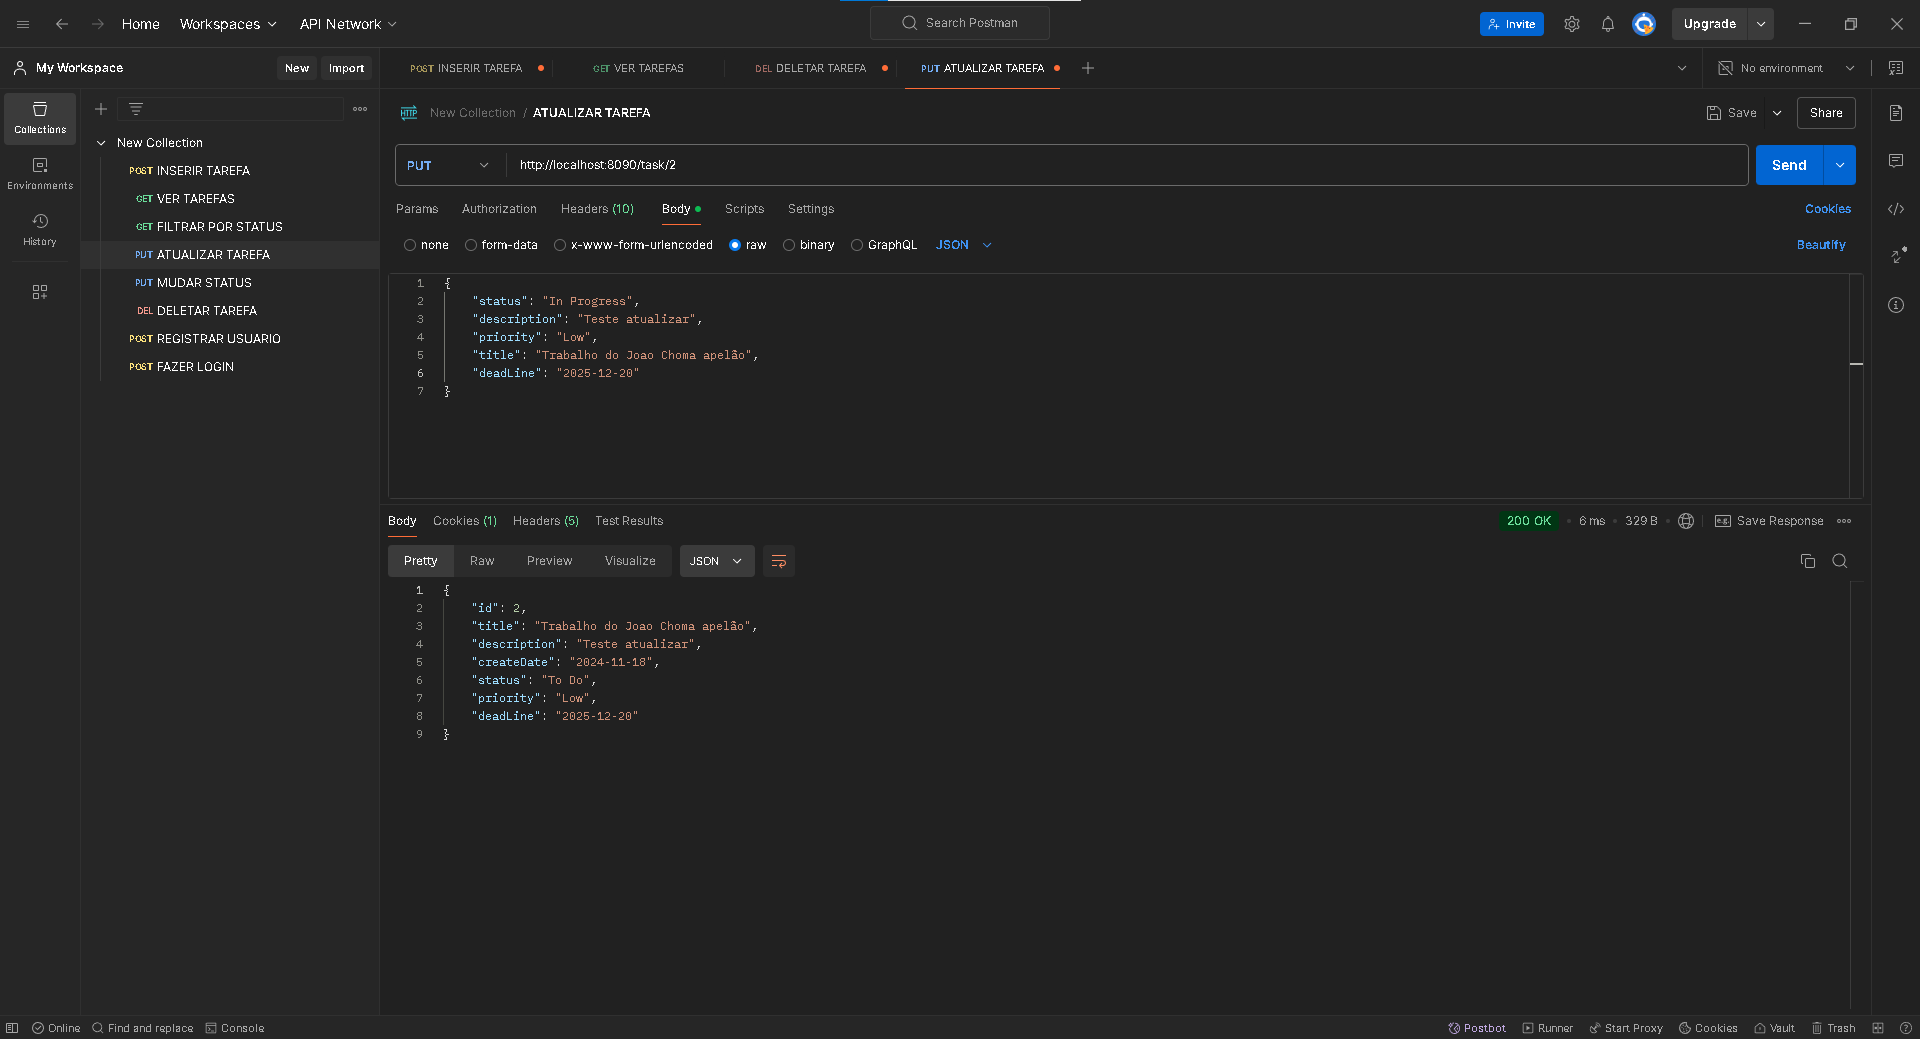 Home Workspaces API Network Search Postman Invite Upgrade
My Workspace New Import POST INSERIR TAREFA GET VER TAREFAS DEL DELETAR TAREFA PUT ATUALIZAR TAREFA No environment
Collections
Environments
History
New Collection
POST INSERIR TAREFA
GET VER TAREFAS
GET FILTRAR POR STATUS
PUT ATUALIZAR TAREFA
PUT MUDAR STATUS
DEL DELETAR TAREFA
POST REGISTRAR USUARIO
POST FAZER LOGIN
HTTP New Collection / ATUALIZAR TAREFA Save Share
PUT http://localhost:8090/task/2 Send
Params Authorization Headers (10) Body Scripts Settings Cookies
none form-data x-www-form-urlencoded raw binary GraphQL JSON Beautify
1 {
2 "status": "In Progress",
3 "description": "Teste atualizar",
4 "priority": "Low",
5 "title": "Trabalho do Joao Choma apelão",
6 "deadLine": "2025-12-20"
7 }
Body Cookies (1) Headers (5) Test Results 200 OK • 6 ms • 329 B • e.g. Save Response
Pretty Raw Preview Visualize JSON
1 {
2 "id": 2,
3 "title": "Trabalho do Joao Choma apelão",
4 "description": "Teste atualizar",
5 "createDate": "2024-11-18",
6 "status": "To Do",
7 "priority": "Low",
8 "deadLine": "2025-12-20"
9 }
Online Find and replace Console Postbot Runner Start Proxy Cookies Vault Trash